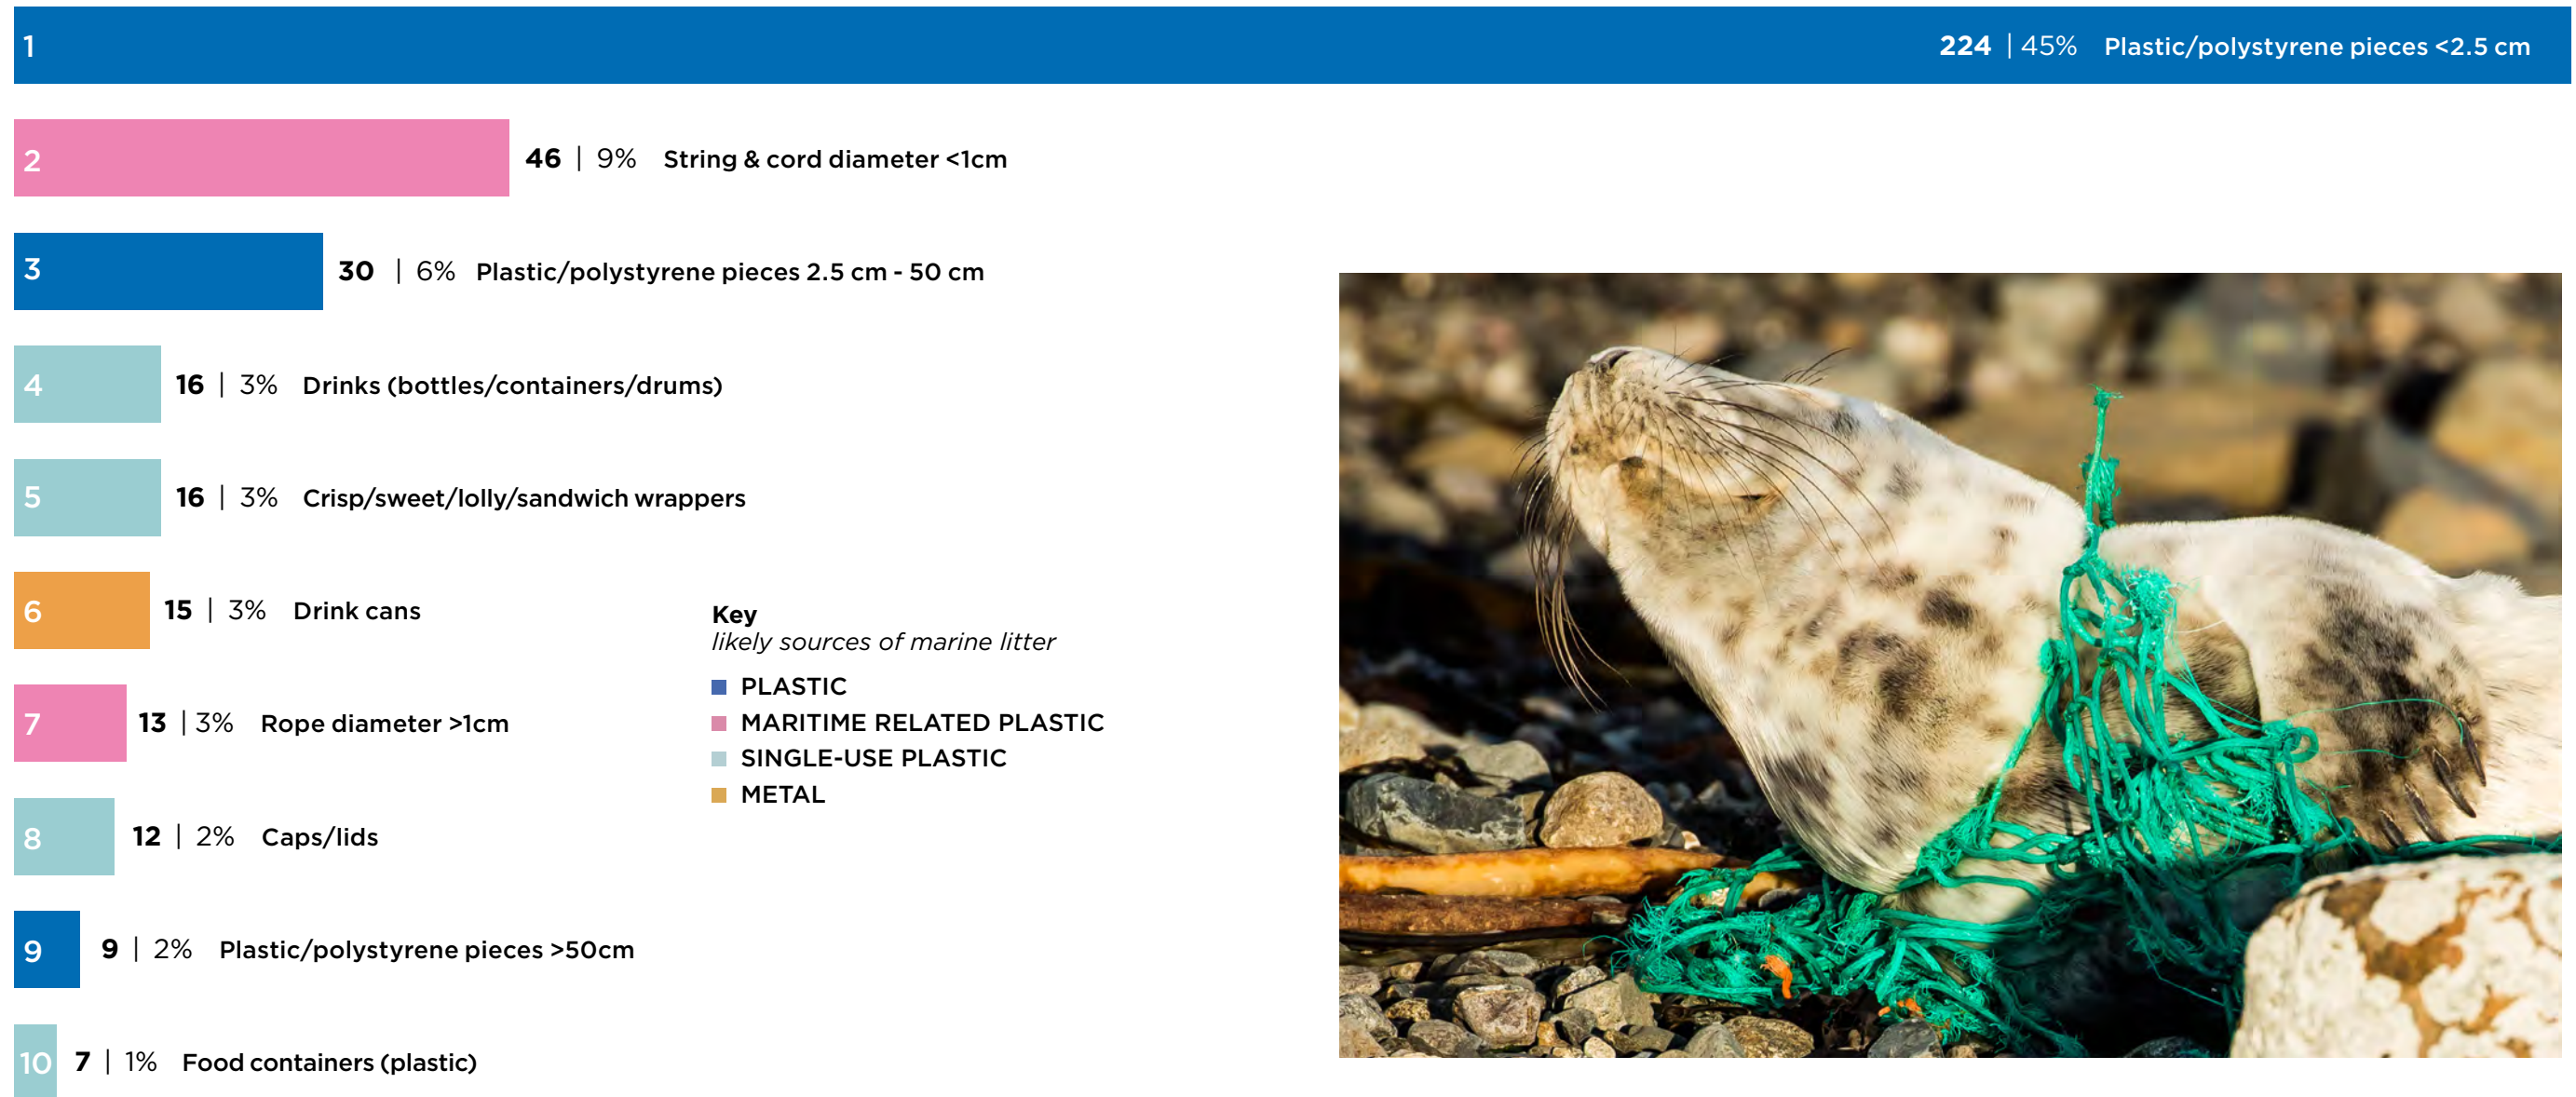 1 224 | 45% Plastic/polystyrene pieces <2.5 cm
2 46 | 9% String & cord diameter <1cm
3 30 | 6% Plastic/polystyrene pieces 2.5 cm - 50 cm
4 16 | 3% Drinks (bottles/containers/drums)
5 16 | 3% Crisp/sweet/lolly/sandwich wrappers
6 15 | 3% Drink cans
7 13 | 3% Rope diameter >1cm
8 12 | 2% Caps/lids
9 9 | 2% Plastic/polystyrene pieces >50cm
10 7 | 1% Food containers (plastic)
Key
likely sources of marine litter
PLASTIC
MARITIME RELATED PLASTIC
SINGLE-USE PLASTIC
METAL